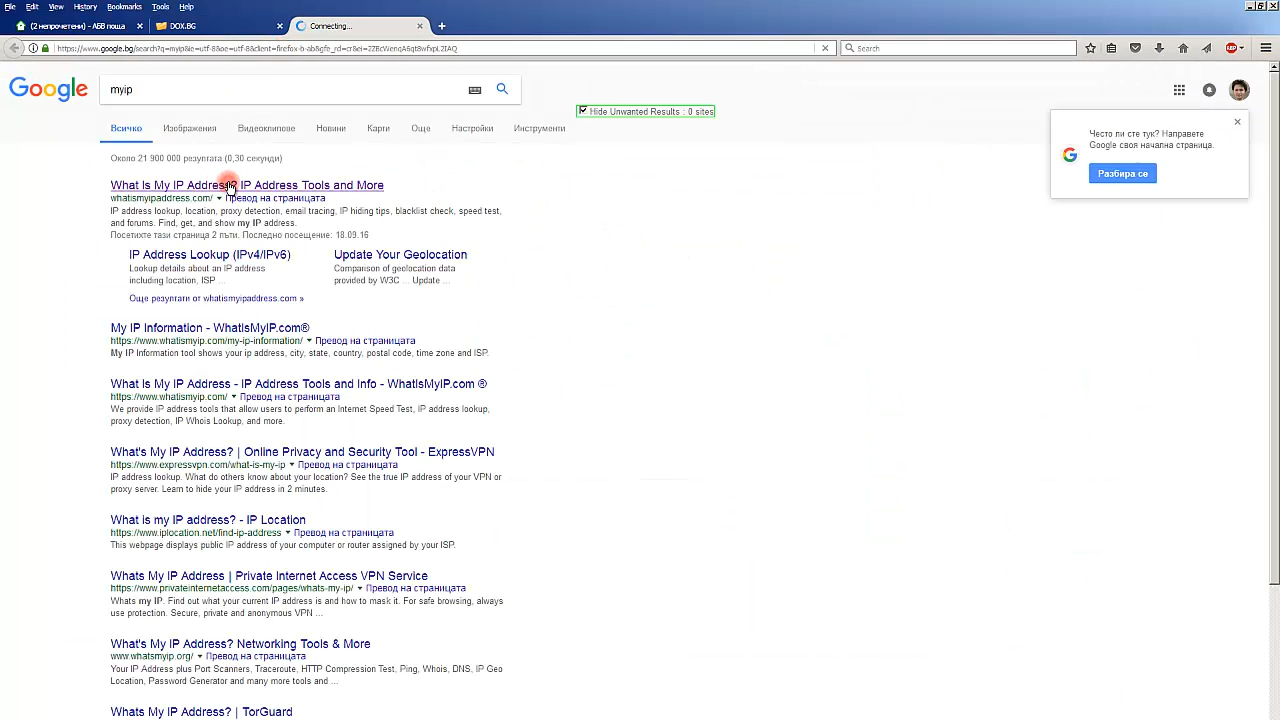 File Edit View History Bookmarks Tools Help
(2 непрочетени) - АБВ поща × DOX.BG × Connecting... × +
https://www.google.bg/search?q=myip&ie=utf-8&oe=utf-8&client=firefox-b-ab&gfe_rd=cr&ei= Search
Google myip
Hide Unwanted Results : 0 sites
Всичко Изображения Видеоклипове Новини Карти Още Настройки Инструменти
Често ли сте тук? Направете
Google своя начална страница.
Разбира се
Около 21 900 000 резултата (0,30 секунди)
What Is My IP Address? IP Address Tools and More
whatismyipaddress.com/ Превод на страницата
IP address lookup, location, proxy detection, email tracing, IP hiding tips, blacklist check, speed test,
and forums. Find, get, and show my IP address.
Посетихте тази страница 2 пъти. Последно посещение: 18.09.16
IP Address Lookup (IPv4/IPv6) Update Your Geolocation
Lookup details about an IP address Comparison of geolocation data
including location, ISP ... provided by W3C ... Update ...
Още резултати от whatismyipaddress.com »
My IP Information - WhatIsMyIP.com®
https://www.whatismyip.com/my-ip-information/ Превод на страницата
My IP Information tool shows your ip address, city, state, country, postal code, time zone and ISP.
What Is My IP Address - IP Address Tools and Info - WhatIsMyIP.com ®
https://www.whatismyip.com/ Превод на страницата
We provide IP address tools that allow users to perform an Internet Speed Test, IP address lookup,
proxy detection, IP Whois Lookup, and more.
What's My IP Address? | Online Privacy and Security Tool - ExpressVPN
https://www.expressvpn.com/what-is-my-ip Превод на страницата
IP address lookup. What do others know about your location? See the true IP address of your VPN or
proxy server. Learn to hide your IP address in 2 minutes.
What is my IP address? - IP Location
https://www.iplocation.net/find-ip-address Превод на страницата
This webpage displays public IP address of your computer or router assigned by your ISP.
Whats My IP Address | Private Internet Access VPN Service
https://www.privateinternetaccess.com/pages/whats-my-ip/ Превод на страницата
Whats my IP. Find out what your current IP address is and how to mask it. For safe browsing, always
use protection. Secure, private and anonymous VPN ...
What's My IP Address? Networking Tools & More
www.whatsmyip.org/ Превод на страницата
Your IP Address plus Port Scanners, Traceroute, HTTP Compression Test, Ping, Whois, DNS, IP Geo
Location, Password Generator and many more tools and ...
Whats My IP Address? | TorGuard